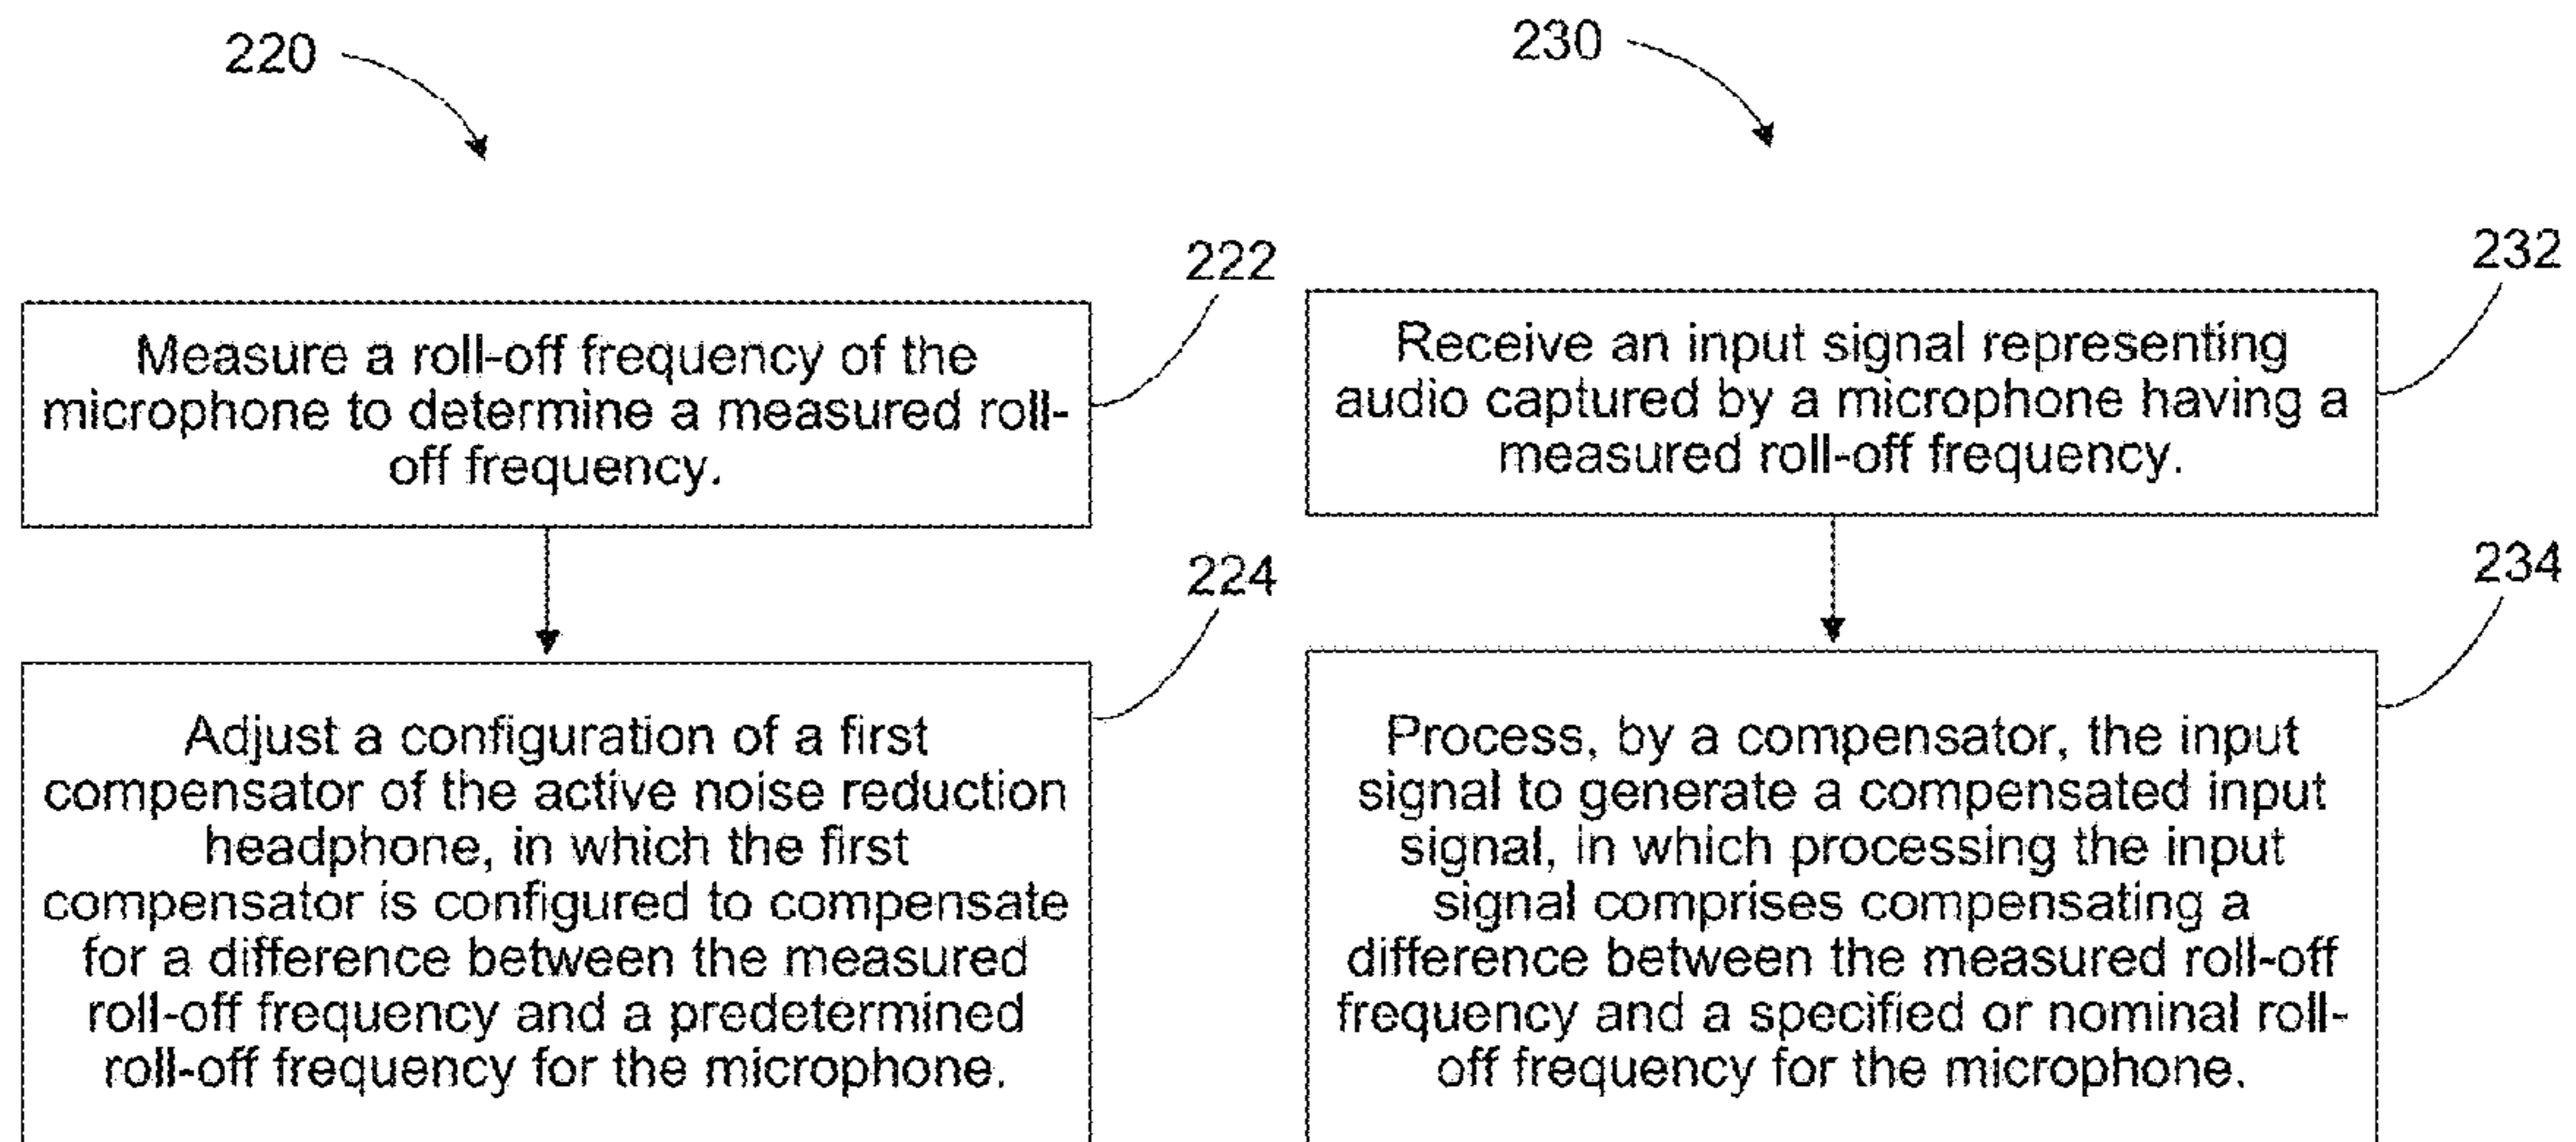 220
222
Measure a roll-off frequency of the
microphone to determine a measured roll-
off frequency.
224
Adjust a configuration of a first
compensator of the active noise reduction
headphone, in which the first
compensator is configured to compensate
for a difference between the measured
roll-off frequency and a predetermined
roll-off frequency for the microphone.
230
232
Receive an input signal representing
audio captured by a microphone having a
measured roll-off frequency.
234
Process, by a compensator, the input
signal to generate a compensated input
signal, in which processing the input
signal comprises compensating a
difference between the measured roll-off
frequency and a specified or nominal roll-
off frequency for the microphone.